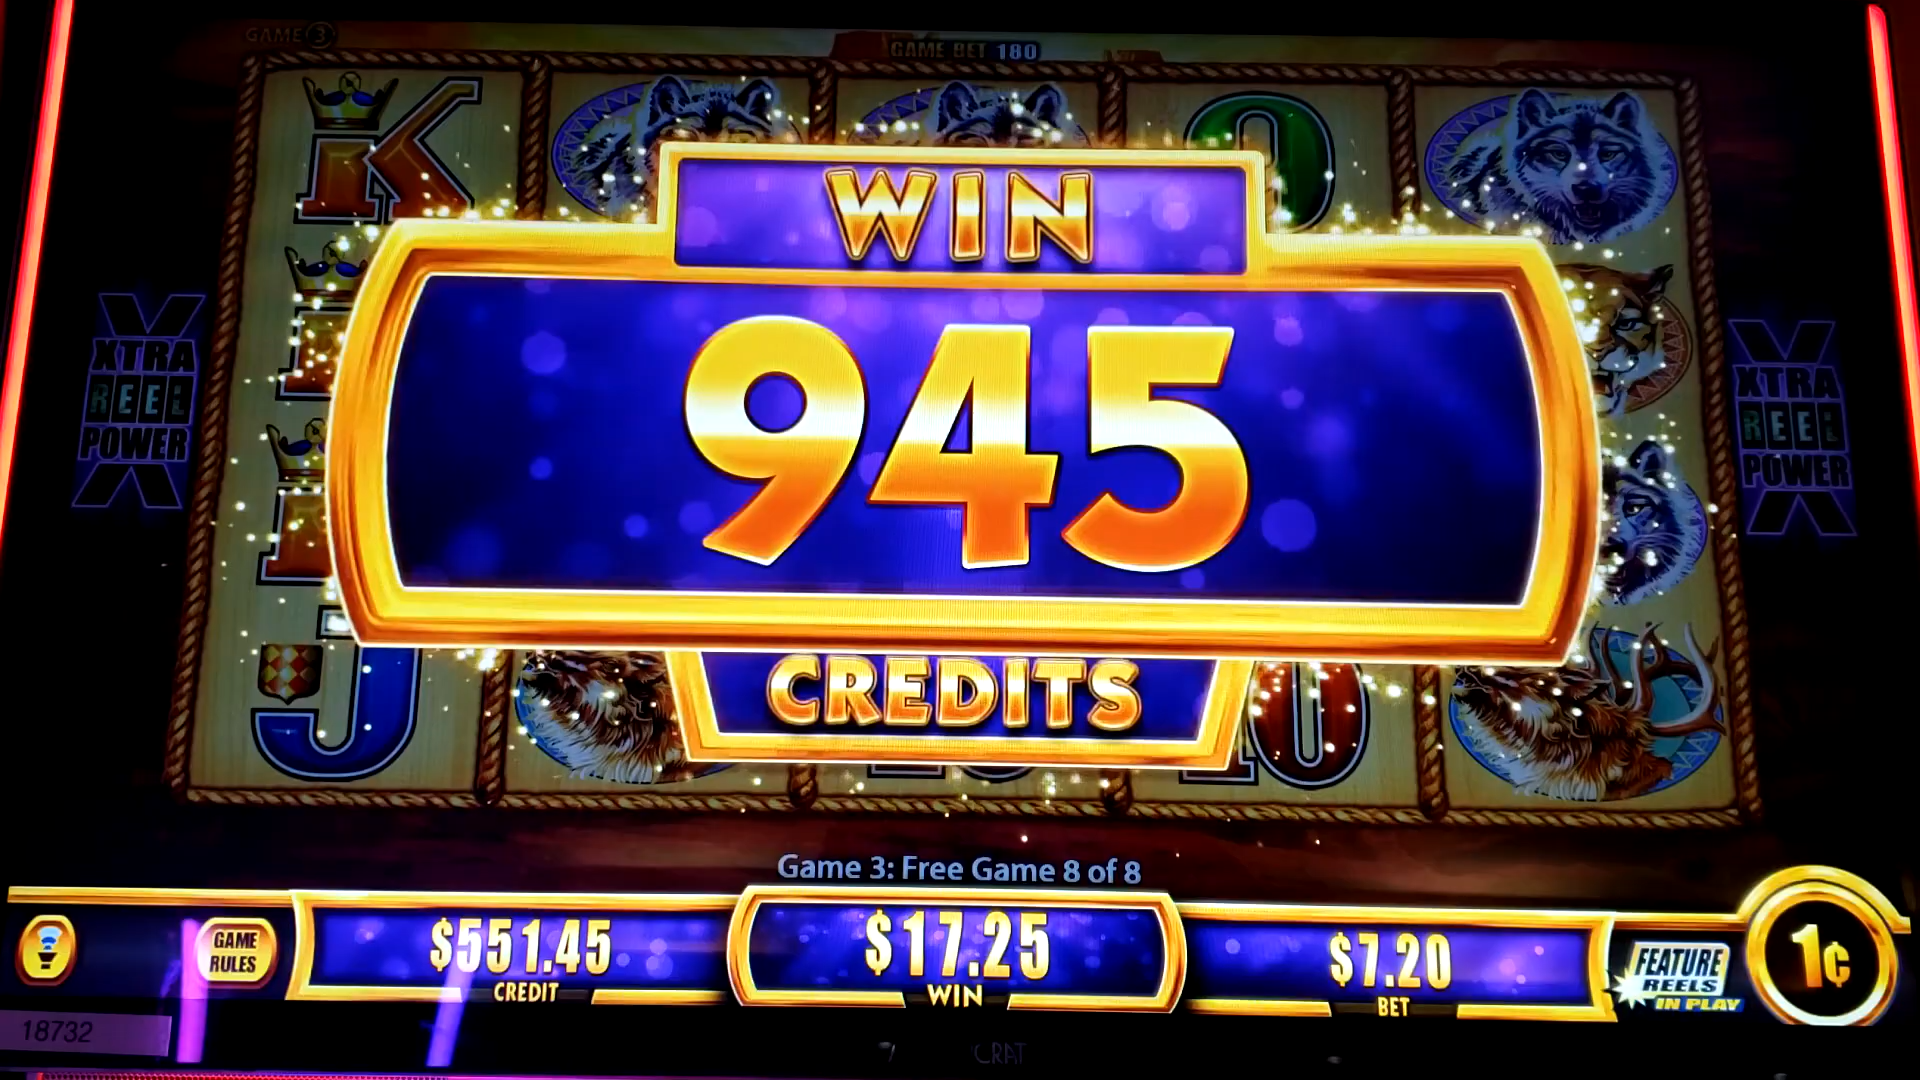 GAME 3
GAME BET 180
K
Q
WIN
945
CREDITS
XTRA
REEL
POWER
XTRA
REEL
POWER
J
10
Game 3: Free Game 8 of 8
GAME
RULES
$551.45
CREDIT
$17.25
WIN
$7.20
BET
FEATURE
REELS
IN PLAY
1¢
18732